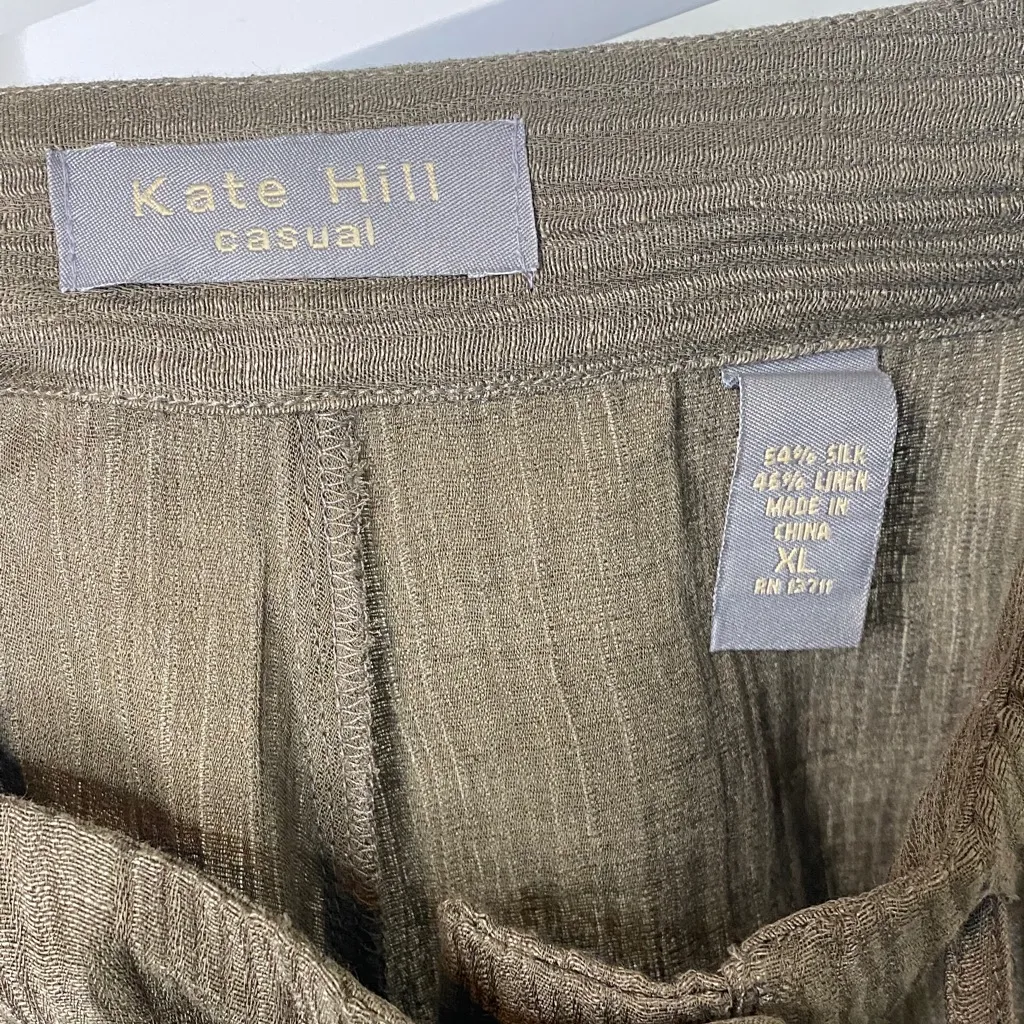 Kate Hill
casual
54% SILK
46% LINEN
MADE IN
CHINA
XL
RN 13711